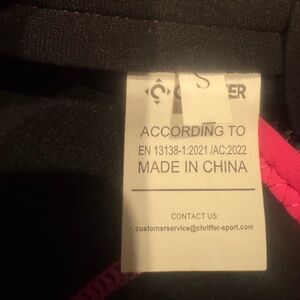 S
ACCORDING TO
EN 13138-1:2021 /AC:2022
MADE IN CHINA
CONTACT US:
customerservice@chriffer-sport.com